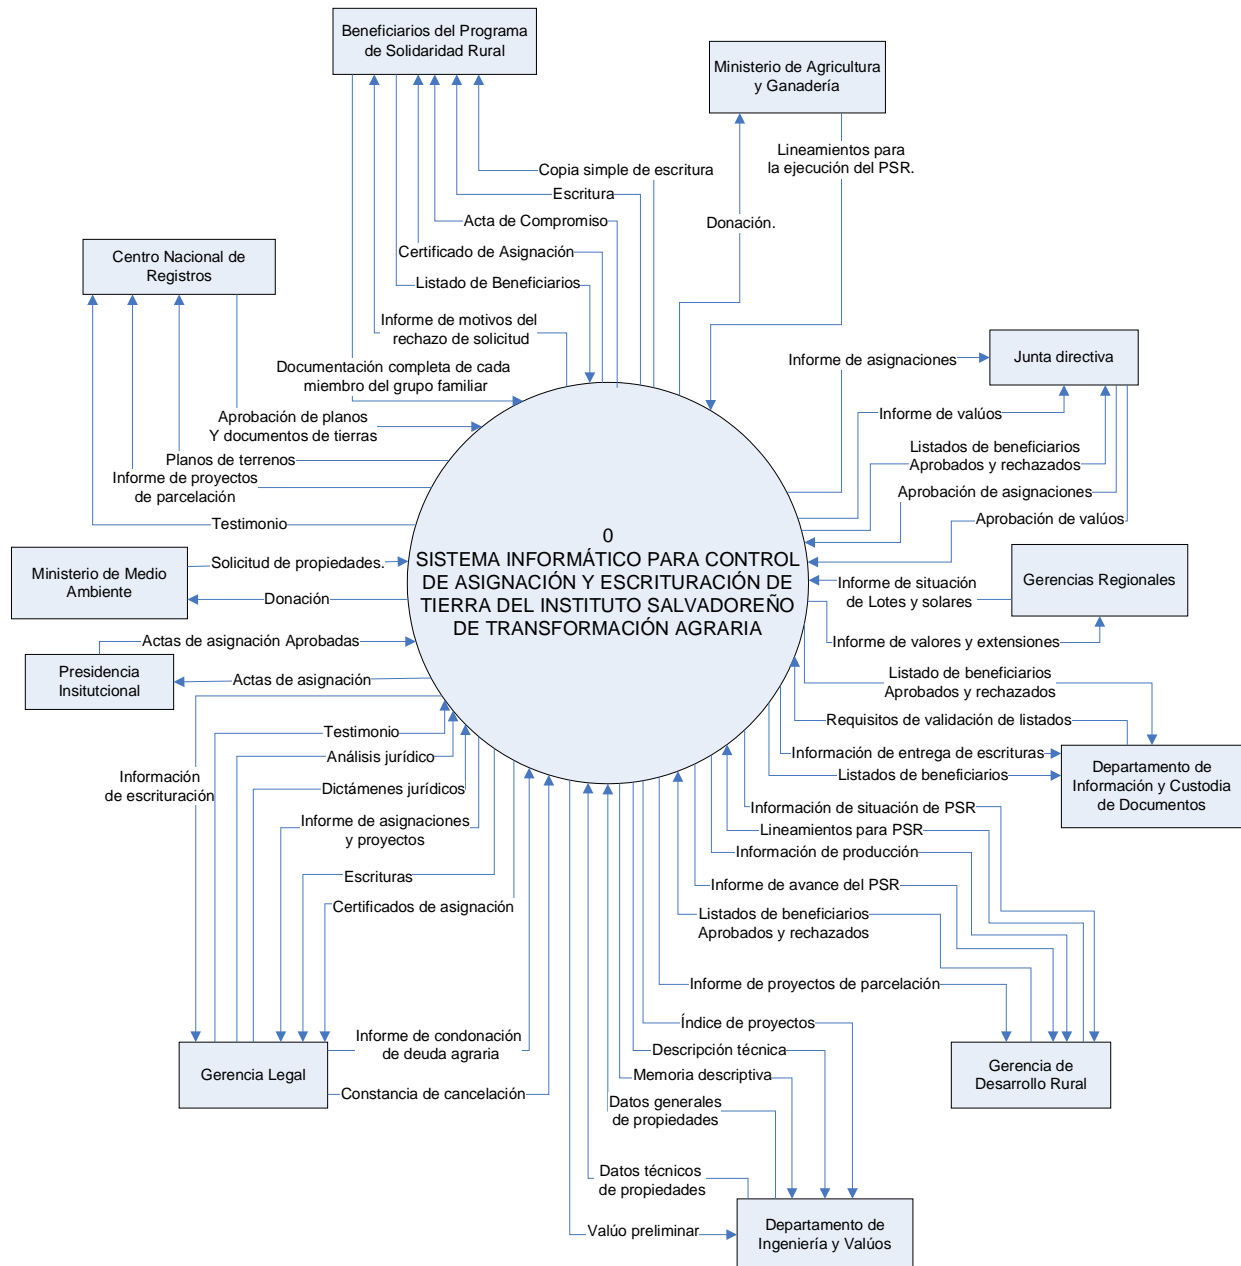 Beneficiarios del Programa
de Solidaridad Rural
Ministerio de Agricultura
y Ganadería
Lineamientos para
la ejecución del PSR.
Copia simple de escritura
Escritura
Acta de Compromiso
Donación.
Certificado de Asignación
Centro Nacional de
Registros
Listado de Beneficiarios
Informe de motivos del
rechazo de solicitud
Informe de asignaciones
Junta directiva
Documentación completa de cada
miembro del grupo familiar
Aprobación de planos
Y documentos de tierras
Informe de valúos
Listados de beneficiarios
Aprobados y rechazados
Planos de terrenos
Informe de proyectos
de parcelación
Aprobación de asignaciones
Testimonio
Aprobación de valúos
0
SISTEMA INFORMÁTICO PARA CONTROL
DE ASIGNACIÓN Y ESCRITURACIÓN DE
TIERRA DEL INSTITUTO SALVADOREÑO
DE TRANSFORMACIÓN AGRARIA
Ministerio de Medio
Ambiente
Solicitud de propiedades.
Donación
Informe de situación
de Lotes y solares
Gerencias Regionales
Informe de valores y extensiones
Actas de asignación Aprobadas
Presidencia
Insitutcional
Actas de asignación
Listado de beneficiarios
Aprobados y rechazados
Requisitos de validación de listados
Testimonio
Análisis jurídico
Información
de escrituración
Dictámenes jurídicos
Información de entrega de escrituras
Listados de beneficiarios
Departamento de
Información y Custodia
de Documentos
Informe de asignaciones
y proyectos
Información de situación de PSR
Lineamientos para PSR
Información de producción
Escrituras
Informe de avance del PSR
Certificados de asignación
Listados de beneficiarios
Aprobados y rechazados
Informe de proyectos de parcelación
Informe de condonación
de deuda agraria
Índice de proyectos
Descripción técnica
Gerencia Legal
Memoria descriptiva
Gerencia de
Desarrollo Rural
Constancia de cancelación
Datos generales
de propiedades
Datos técnicos
de propiedades
Valúo preliminar
Departamento de
Ingeniería y Valúos